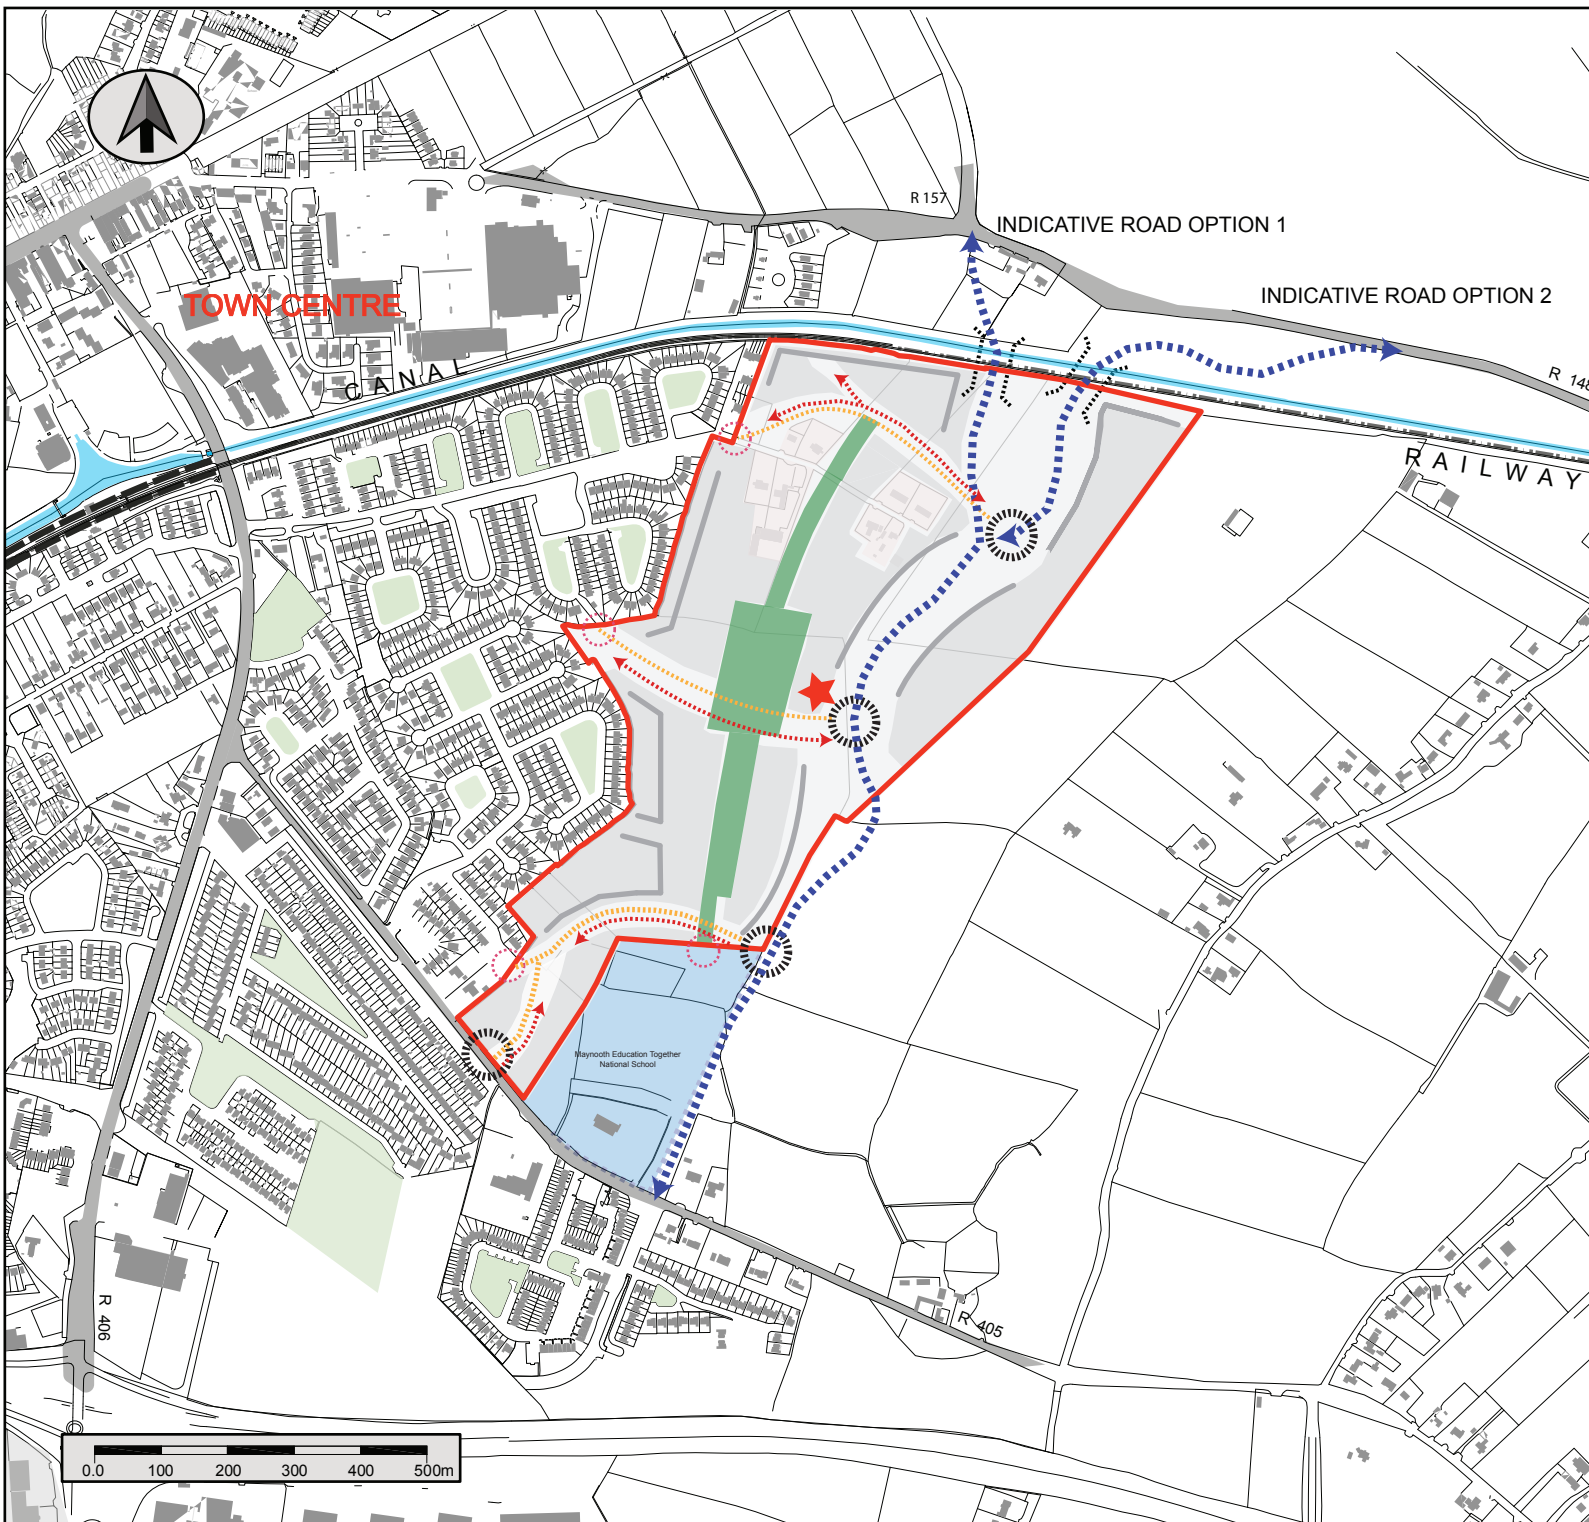 R 157
INDICATIVE ROAD OPTION 1
INDICATIVE ROAD OPTION 2
TOWN CENTRE
CANAL
R 148
RAILWAY
Maynooth Education Together
National School
R 406
R 405
0.0 100 200 300 400 500m